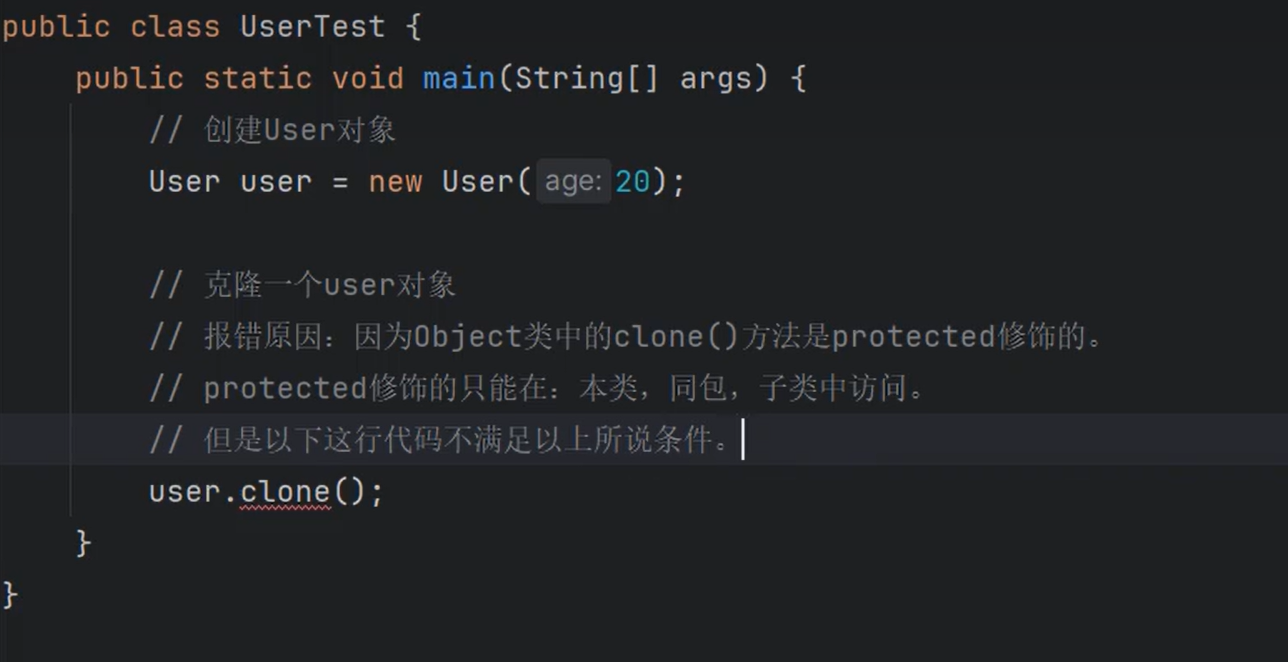 public class UserTest {
public static void main(String[] args) {
// 创建User对象
User user = new User( age: 20);
// 克隆一个user对象
// 报错原因：因为Object类中的clone()方法是protected修饰的。
// protected修饰的只能在：本类，同包，子类中访问。
// 但是以下这行代码不满足以上所说条件。
user.clone();
}
}